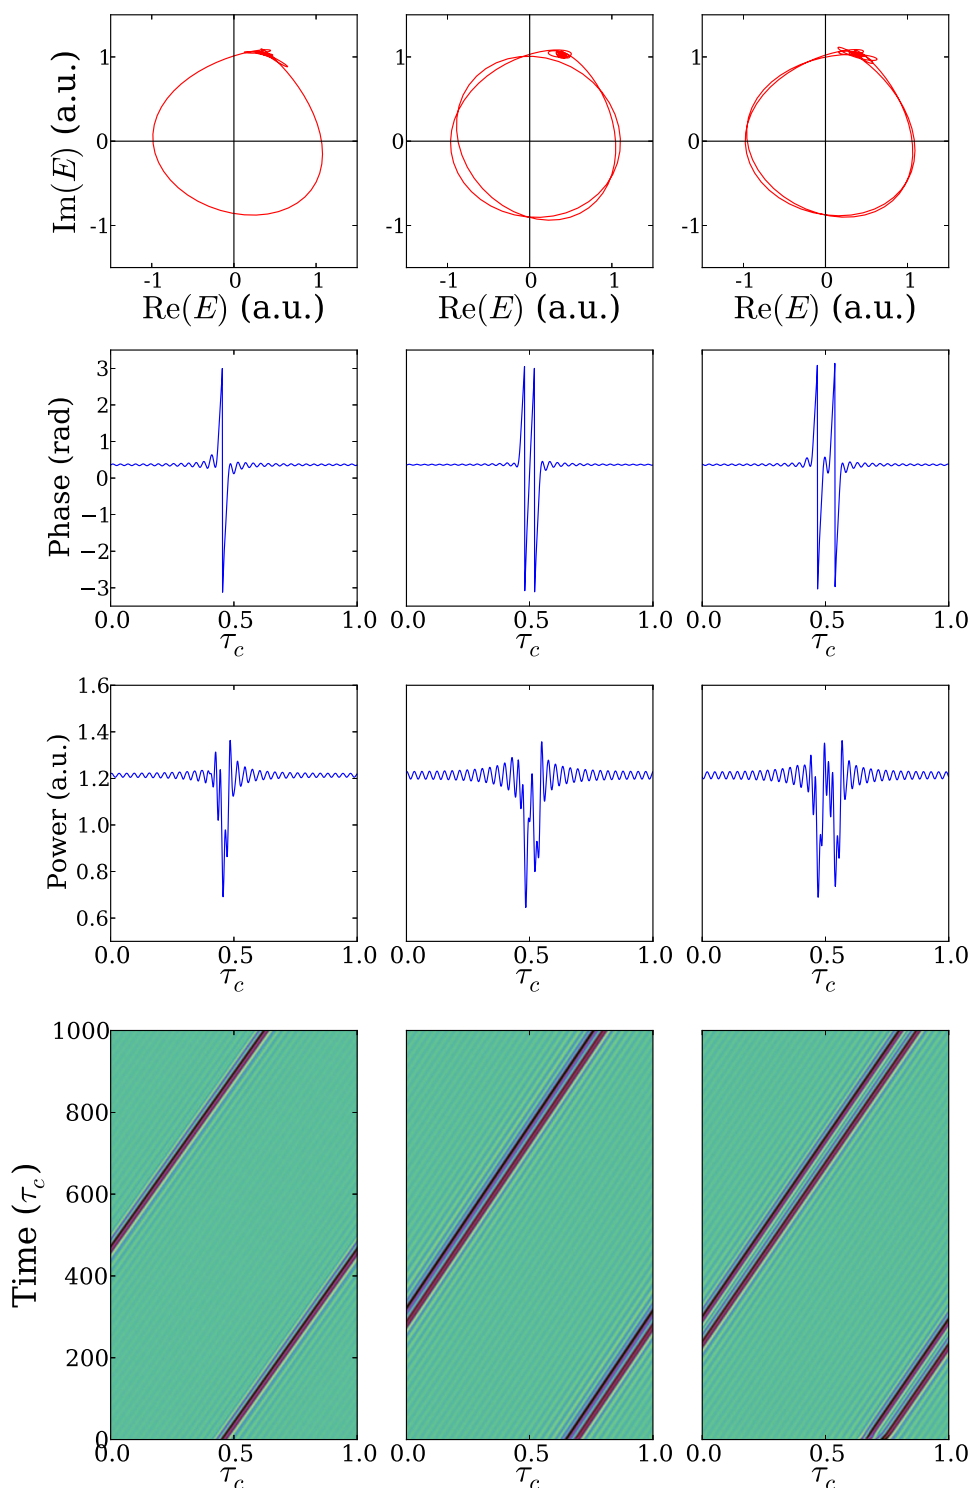 Im(E) (a.u.)
1
0
-1
-1 0 1
Re(E) (a.u.)
1
0
-1
-1 0 1
Re(E) (a.u.)
1
0
-1
-1 0 1
Re(E) (a.u.)
Phase (rad)
3
2
1
0
−1
−2
−3
0.0 0.5 1.0
τc
0.0 0.5 1.0
τc
0.0 0.5 1.0
τc
Power (a.u.)
1.6
1.4
1.2
1.0
0.8
0.6
0.0 0.5 1.0
τc
0.0 0.5 1.0
τc
0.0 0.5 1.0
τc
Time (τc)
1000
800
600
400
200
0
0.0 0.5 1.0
τc
0.0 0.5 1.0
τc
0.0 0.5 1.0
τc